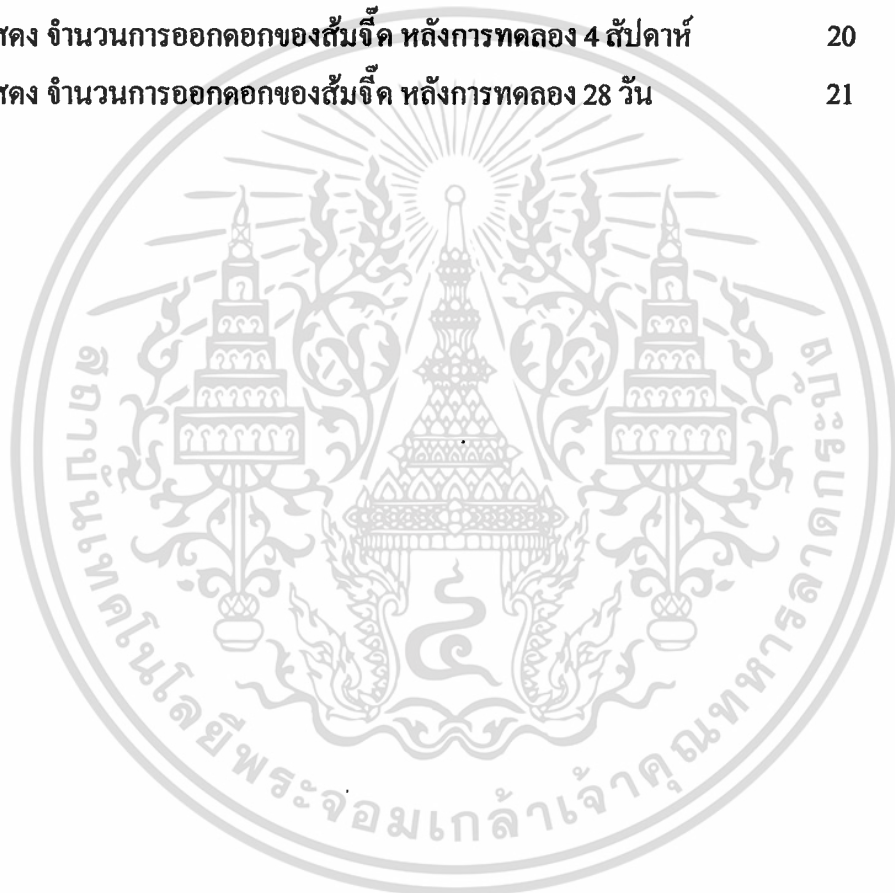 สดง จำนวนการออกดอกของส้มจี๊ด หลังการทดลอง 4 สัปดาห์ 20
สดง จำนวนการออกดอกของส้มจี๊ด หลังการทดลอง 28 วัน 21
สถาบันเทคโนโลยีพระจอมเกล้าเจ้าคุณทหารลาดกระบัง
๔